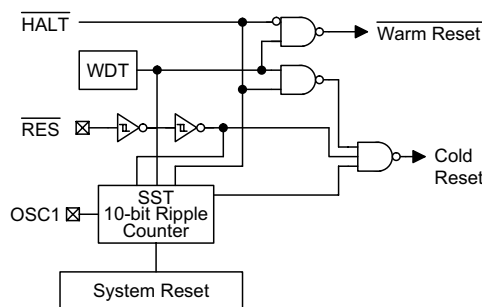 HALT
Warm Reset
WDT
RES
Cold
Reset
SST
10-bit Ripple
Counter
OSC1
System Reset